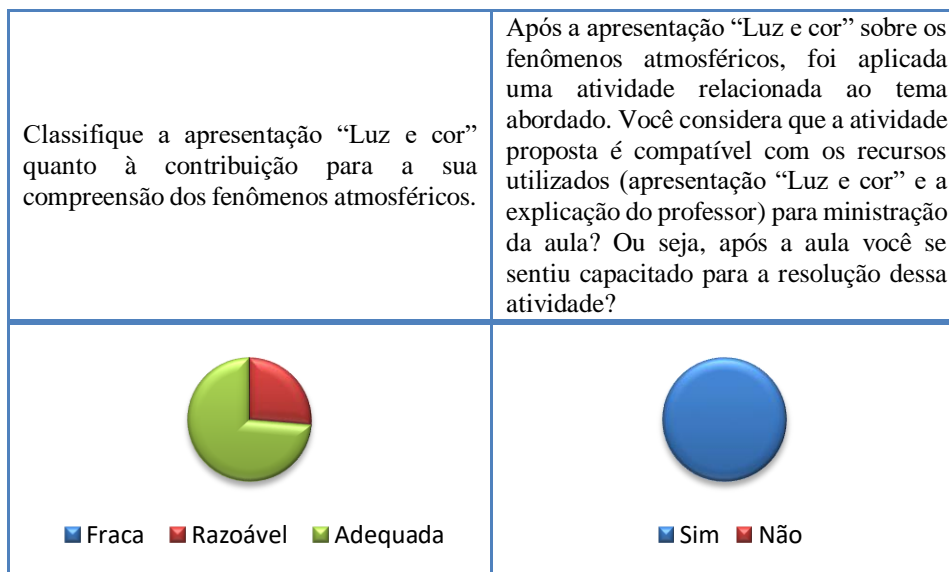 Classifique a apresentação “Luz e cor”
quanto à contribuição para a sua
compreensão dos fenômenos atmosféricos.
Após a apresentação “Luz e cor” sobre os
fenômenos atmosféricos, foi aplicada
uma atividade relacionada ao tema
abordado. Você considera que a atividade
proposta é compatível com os recursos
utilizados (apresentação “Luz e cor” e a
explicação do professor) para ministração
da aula? Ou seja, após a aula você se
sentiu capacitado para a resolução dessa
atividade?
Fraca Razoável Adequada
Sim Não